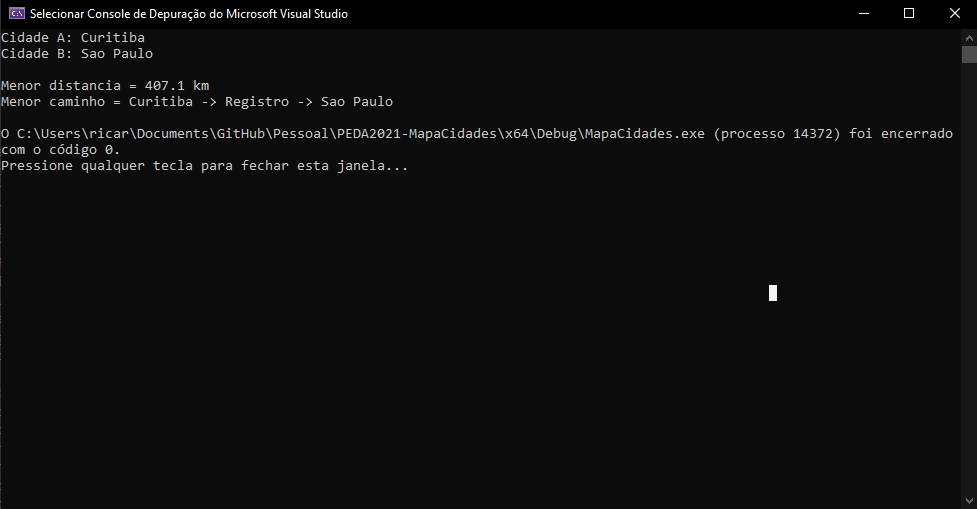 Selecionar Console de Depuração do Microsoft Visual Studio
Cidade A: Curitiba
Cidade B: Sao Paulo
Menor distancia = 407.1 km
Menor caminho = Curitiba -> Registro -> Sao Paulo
O C:\Users\ricar\Documents\GitHub\Pessoal\PEDA2021-MapaCidades\x64\Debug\MapaCidades.exe (processo 14372) foi encerrado
com o código 0.
Pressione qualquer tecla para fechar esta janela...